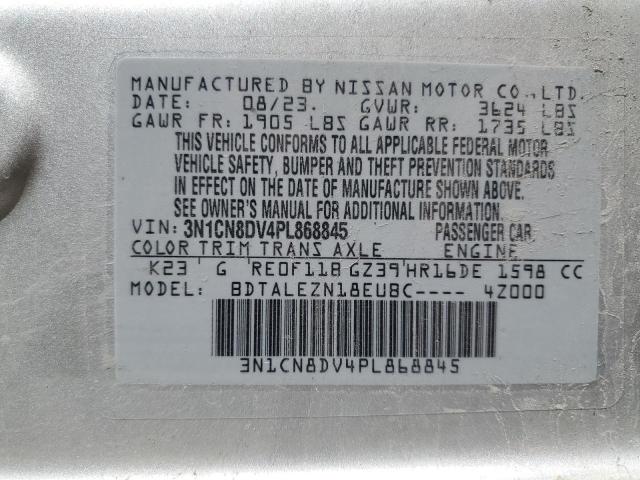 MANUFACTURED BY NISSAN MOTOR CO., LTD.
DATE: 08/23. GVWR: 3624 LBS
GAWR FR: 1905 LBS GAWR RR: 1735 LBS
THIS VEHICLE CONFORMS TO ALL APPLICABLE FEDERAL MOTOR
VEHICLE SAFETY, BUMPER AND THEFT PREVENTION STANDARDS
IN EFFECT ON THE DATE OF MANUFACTURE SHOWN ABOVE.
SEE OWNER'S MANUAL FOR ADDITIONAL INFORMATION.
VIN: 3N1CN8DV4PL868845 PASSENGER CAR
COLOR TRIM TRANS AXLE ENGINE
K23 G RE0F11B GZ39 HR16DE 1598 CC
MODEL: BDTALEZN18EUBC---- 4Z000
3N1CN8DV4PL868845